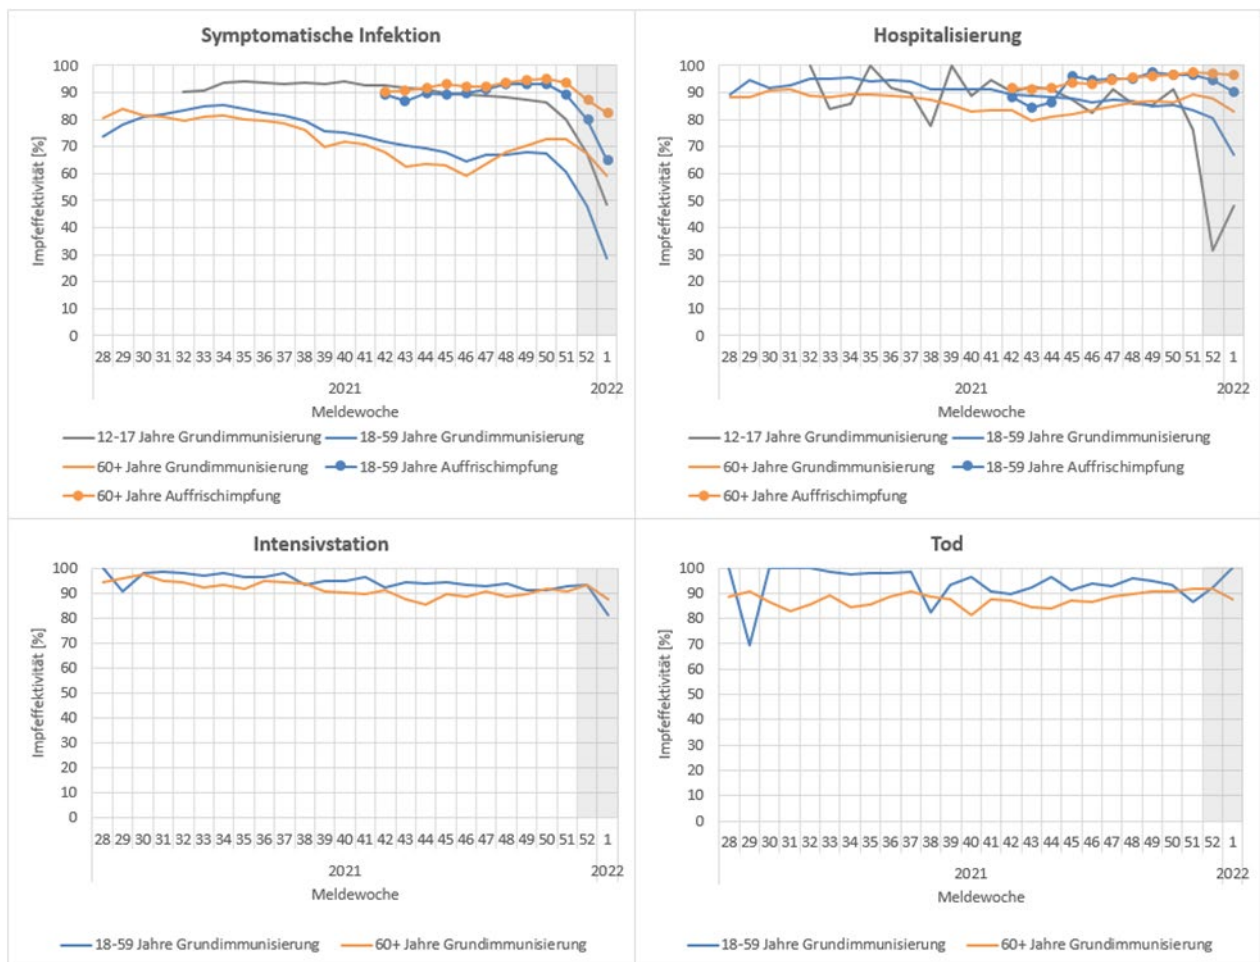 Symptomatische Infektion
Impfeffektivität [%]
100
90
80
70
60
50
40
30
20
10
0
28 29 30 31 32 33 34 35 36 37 38 39 40 41 42 43 44 45 46 47 48 49 50 51 52 1
2021 2022
Meldewoche
12-17 Jahre Grundimmunisierung 18-59 Jahre Grundimmunisierung
60+ Jahre Grundimmunisierung 18-59 Jahre Auffrischimpfung
60+ Jahre Auffrischimpfung
Hospitalisierung
Impfeffektivität [%]
100
90
80
70
60
50
40
30
20
10
0
28 29 30 31 32 33 34 35 36 37 38 39 40 41 42 43 44 45 46 47 48 49 50 51 52 1
2021 2022
Meldewoche
12-17 Jahre Grundimmunisierung 18-59 Jahre Grundimmunisierung
60+ Jahre Grundimmunisierung 18-59 Jahre Auffrischimpfung
60+ Jahre Auffrischimpfung
Intensivstation
Impfeffektivität [%]
100
90
80
70
60
50
40
30
20
10
0
28 29 30 31 32 33 34 35 36 37 38 39 40 41 42 43 44 45 46 47 48 49 50 51 52 1
2021 2022
Meldewoche
18-59 Jahre Grundimmunisierung 60+ Jahre Grundimmunisierung
Tod
Impfeffektivität [%]
100
90
80
70
60
50
40
30
20
10
0
28 29 30 31 32 33 34 35 36 37 38 39 40 41 42 43 44 45 46 47 48 49 50 51 52 1
2021 2022
Meldewoche
18-59 Jahre Grundimmunisierung 60+ Jahre Grundimmunisierung